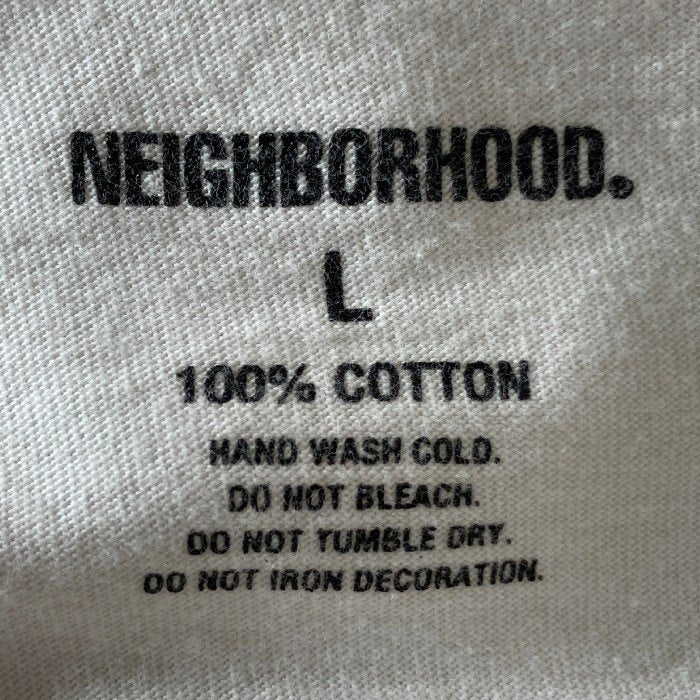 NEIGHBORHOOD.®
L
100% COTTON
HAND WASH COLD.
DO NOT BLEACH.
DO NOT TUMBLE DRY.
DO NOT IRON DECORATION.